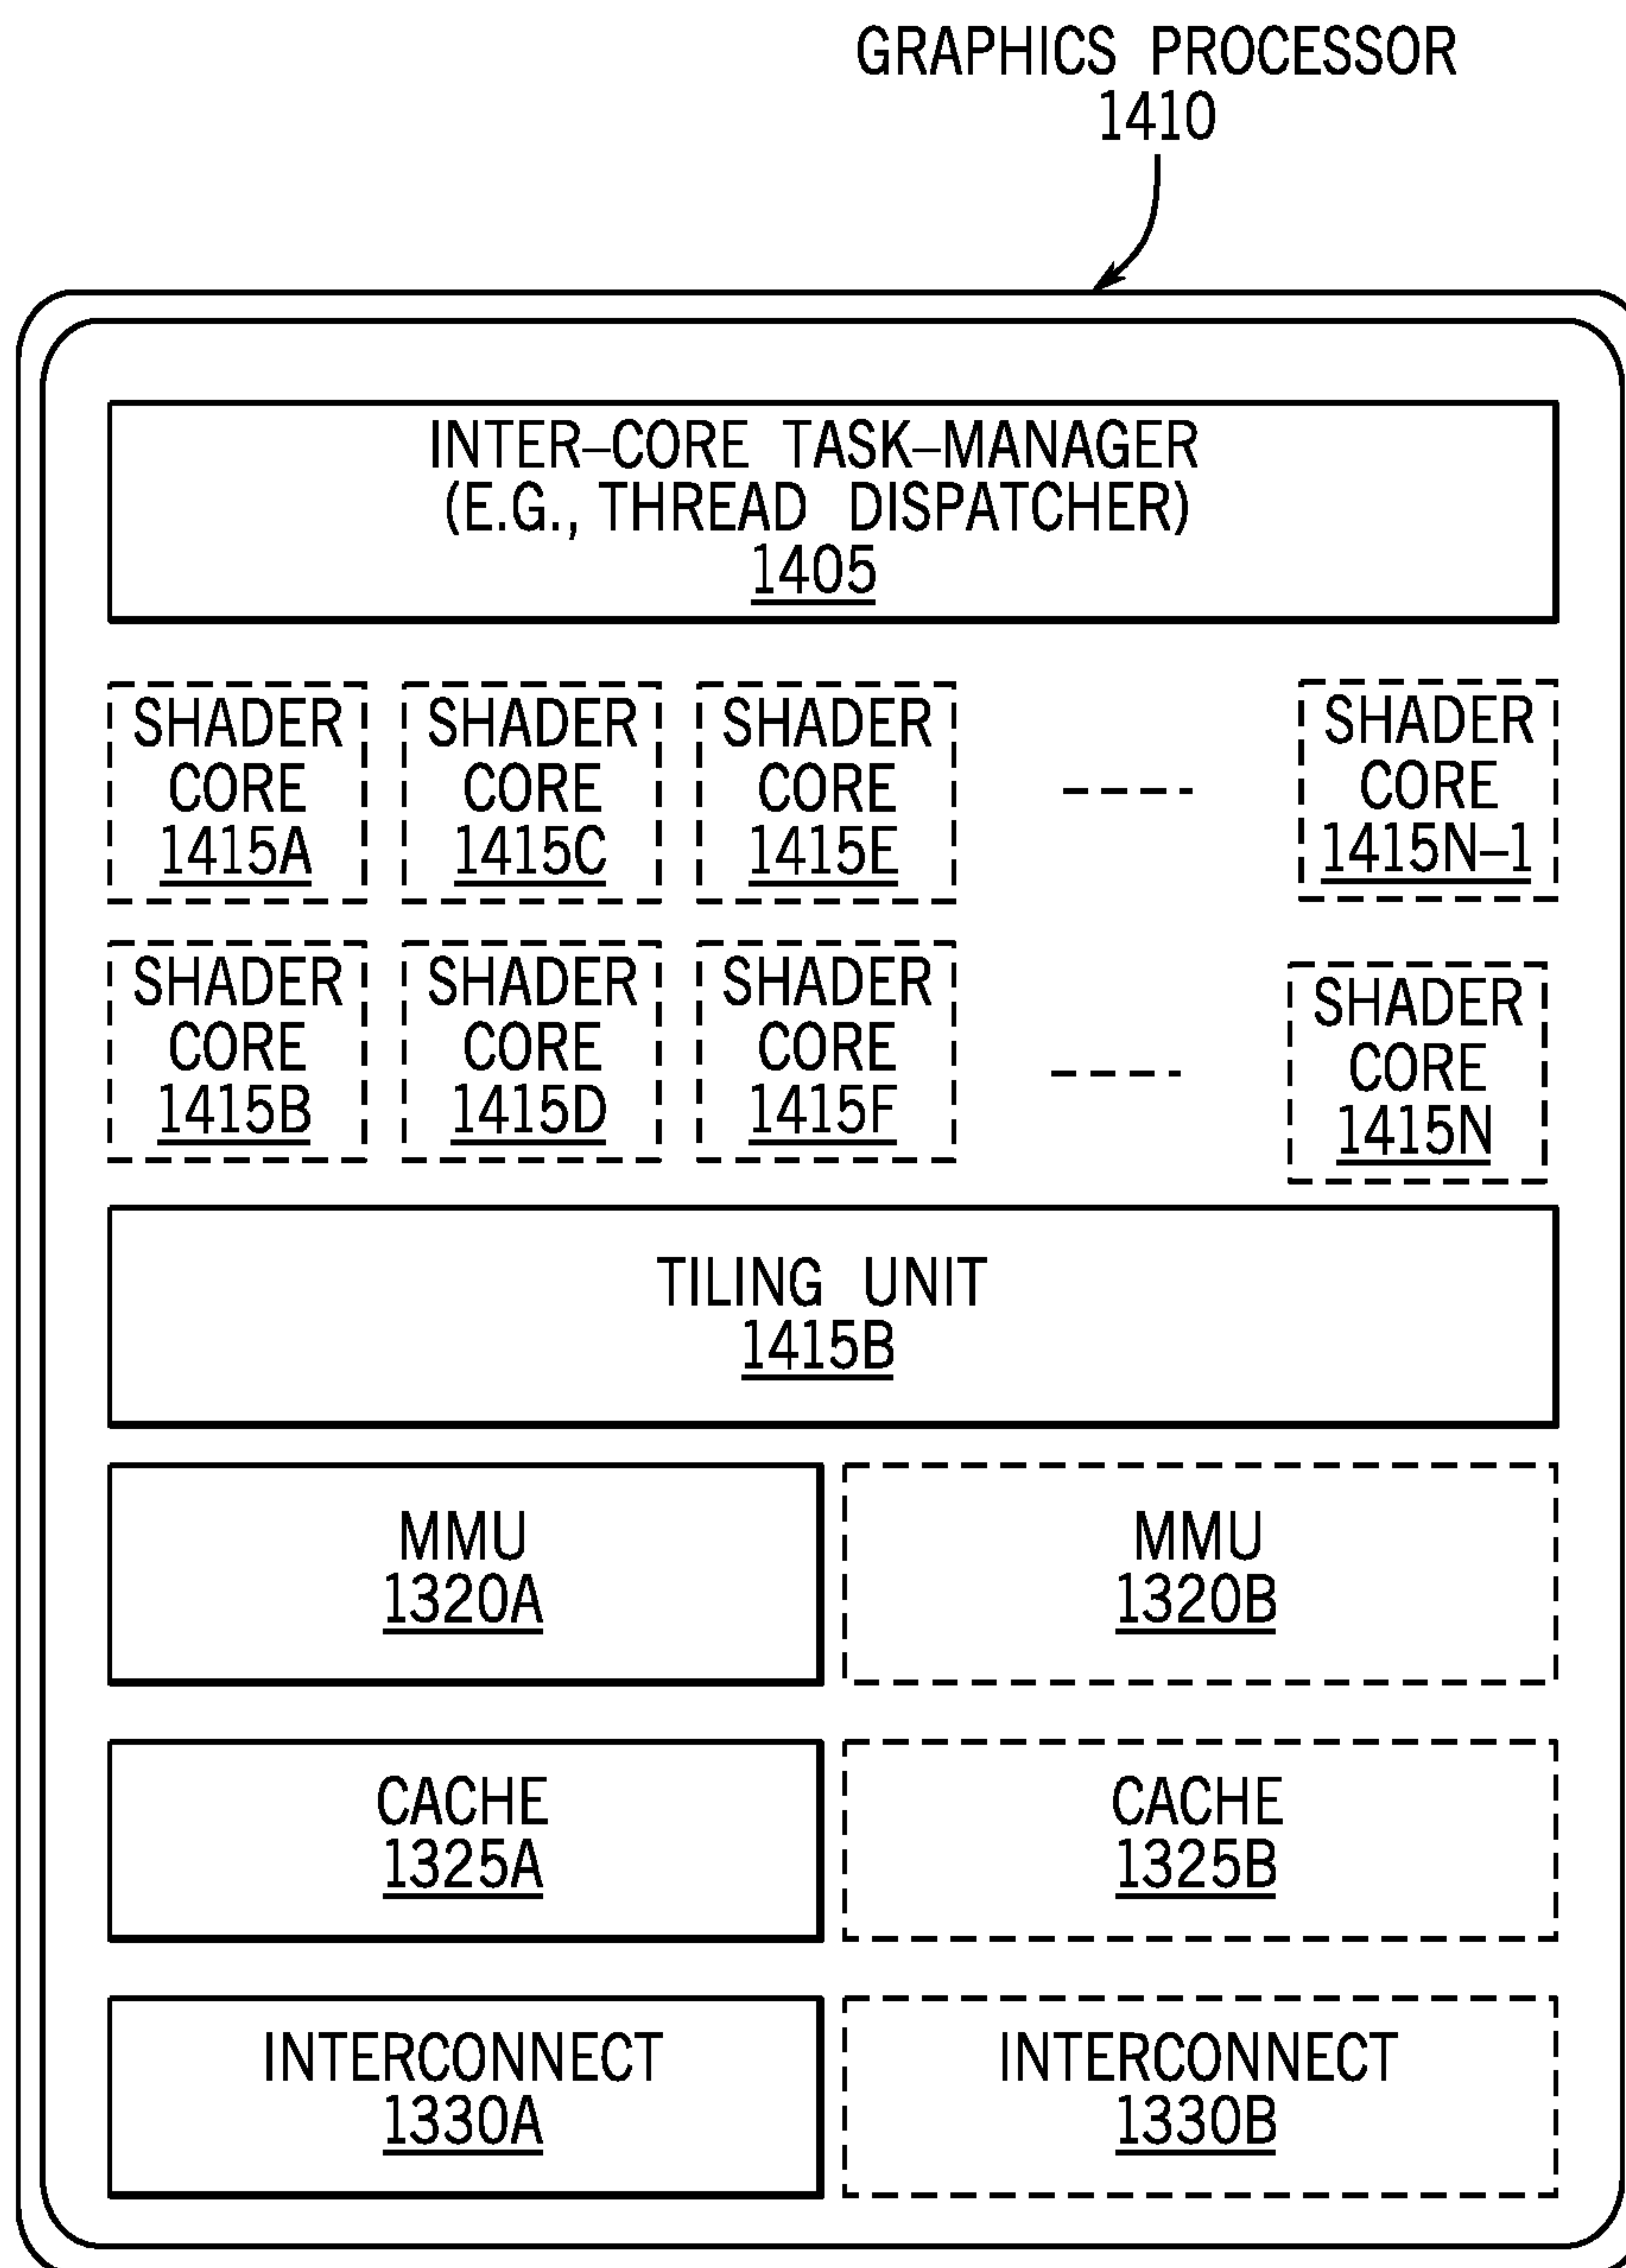 GRAPHICS PROCESSOR
1410
INTER–CORE TASK–MANAGER
(E.G., THREAD DISPATCHER)
1405
SHADER
CORE
1415A
SHADER
CORE
1415C
SHADER
CORE
1415E
SHADER
CORE
1415N–1
SHADER
CORE
1415B
SHADER
CORE
1415D
SHADER
CORE
1415F
SHADER
CORE
1415N
TILING UNIT
1415B
MMU
1320A
MMU
1320B
CACHE
1325A
CACHE
1325B
INTERCONNECT
1330A
INTERCONNECT
1330B